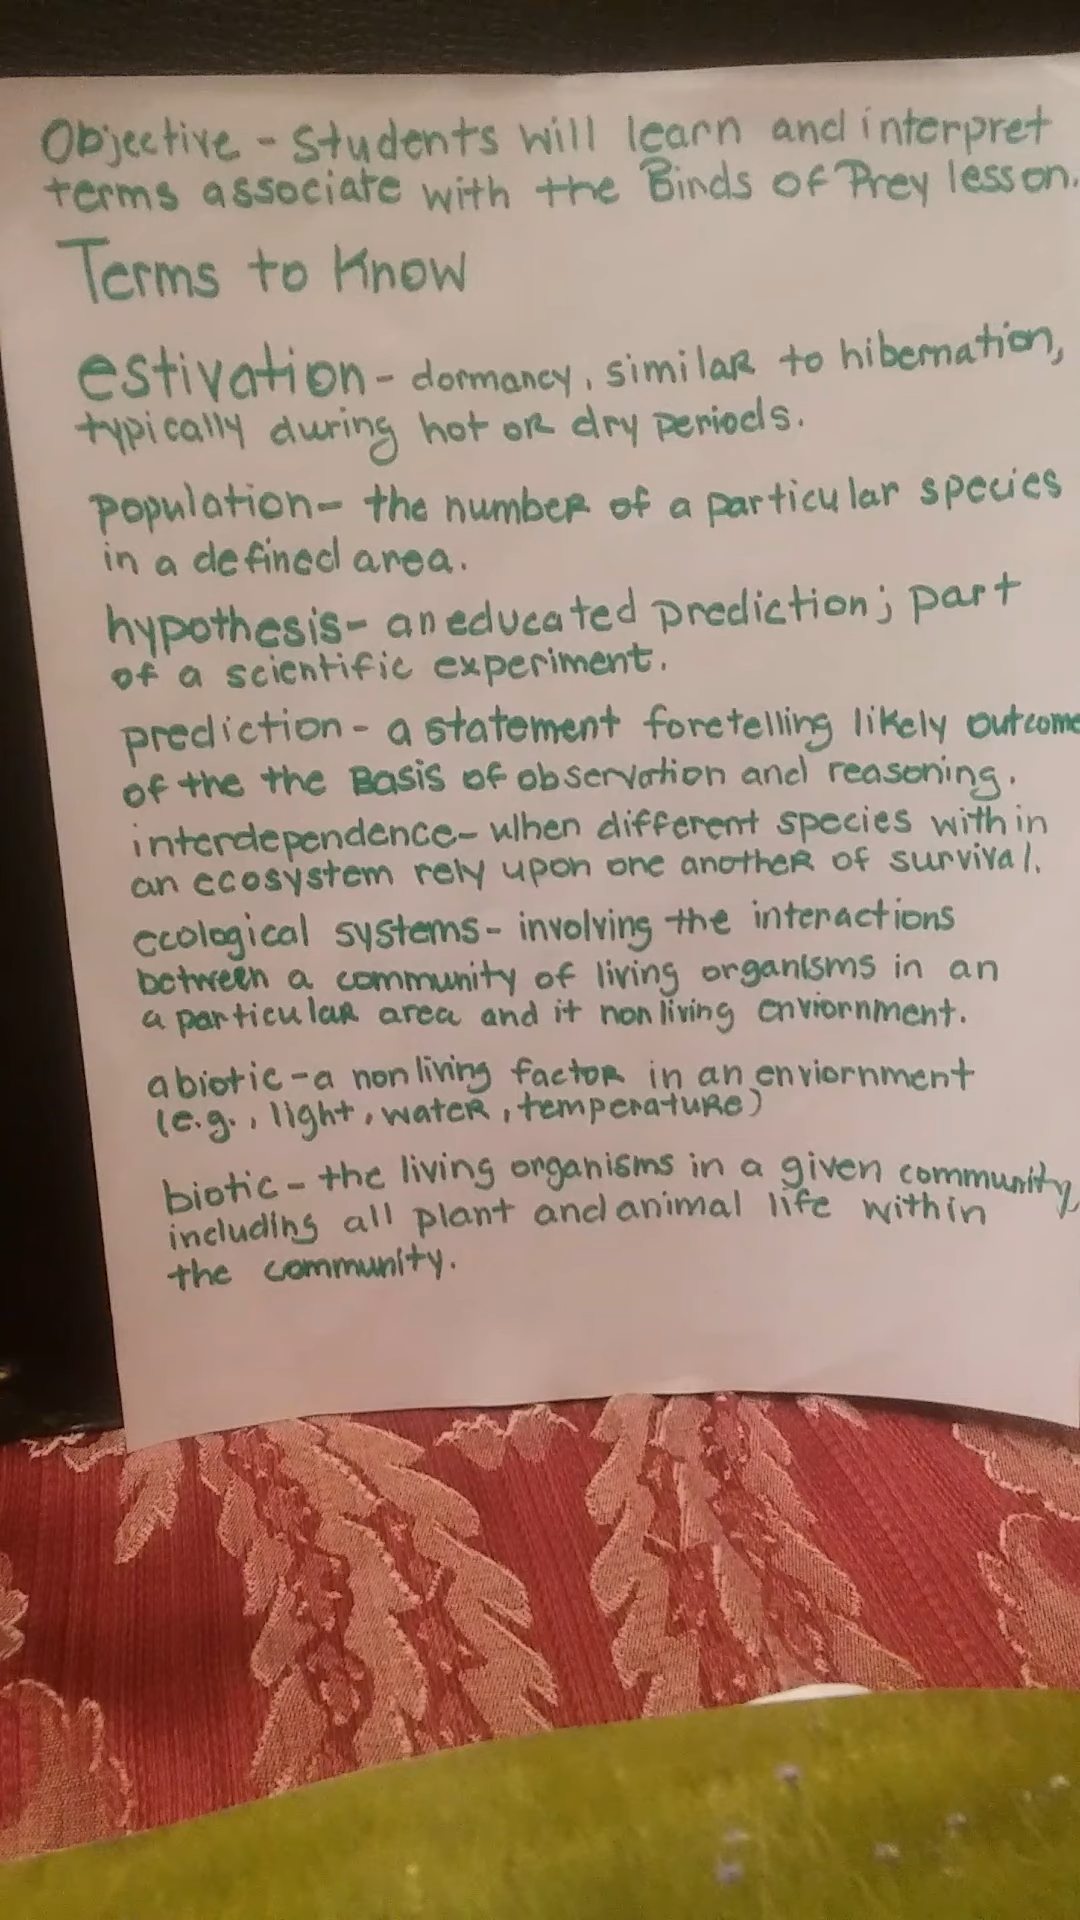 Objective - Students will learn and interpret
terms associate with the Binds of Prey lesson.
Terms to Know
estivation - dormancy, similar to hibernation,
typically during hot or dry periods.
population - the number of a particular species
in a defined area.
hypothesis - an educated prediction; part
of a scientific experiment.
prediction - a statement foretelling likely outcome
of the the Basis of observation and reasoning.
interdependence - when different species within
an ecosystem rely upon one another of survival.
ecological systems - involving the interactions
between a community of living organisms in an
a particular area and it nonliving enviornment.
abiotic - a nonliving factor in an enviornment
(e.g., light, water, temperature)
biotic - the living organisms in a given community,
including all plant and animal life within
the community.